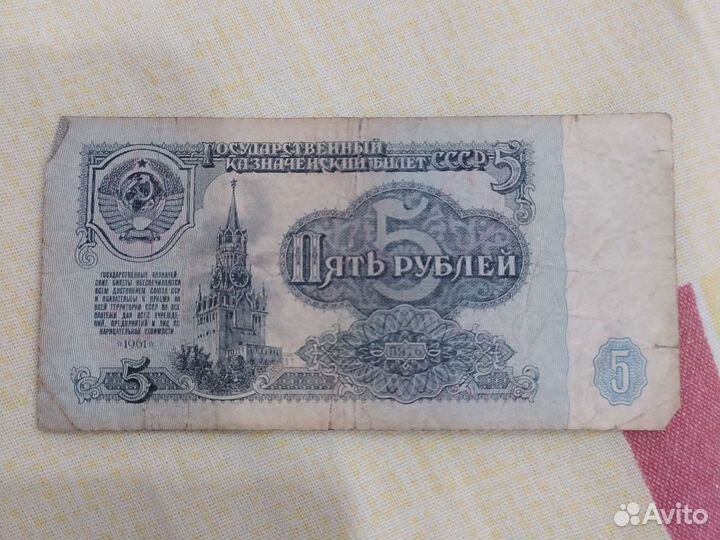 Государственный
казначейский билет СССР
5
5
Пять рублей
Государственные казначей-
ские билеты обеспечиваются
всем достоянием Союза ССР
и обязательны к приему на
всей территории СССР во все
платежи для всех учрежде-
ний, предприятий и лиц по
нарицательной стоимости
1961
5
5
Avito